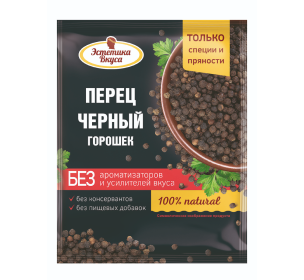 Эстетика
Вкуса
ТОЛЬКО
специи и
пряности
ПЕРЕЦ
ЧЕРНЫЙ
ГОРОШЕК
БЕЗ ароматизаторов
и усилителей вкуса
✓ без консервантов
✓ без пищевых добавок
100% natural